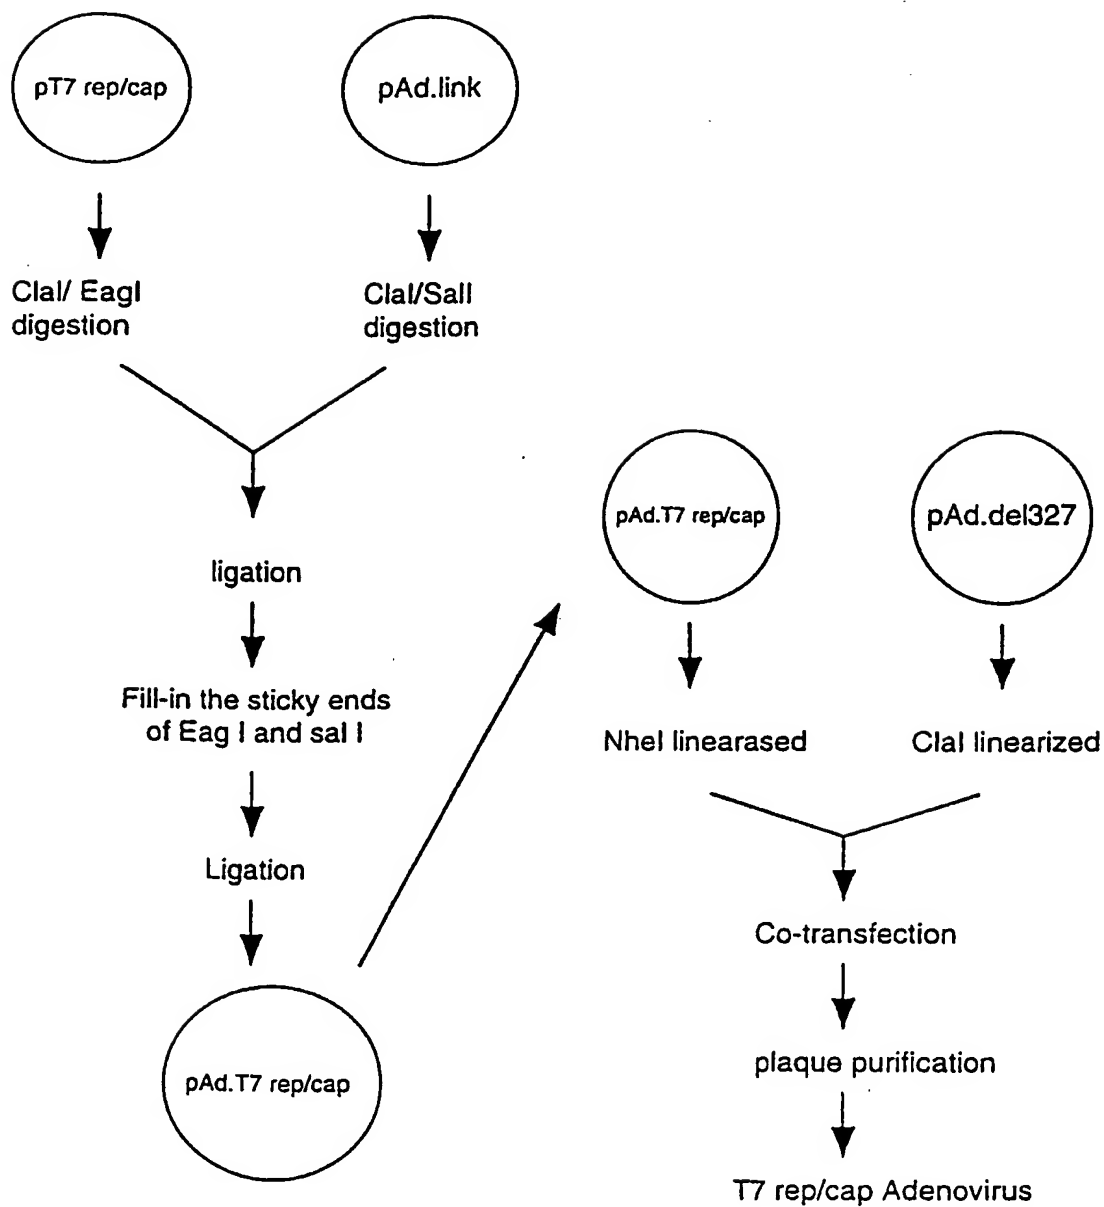 pT7 rep/cap
pAd.link
ClaI/ EagI
digestion
ClaI/SalI
digestion
ligation
Fill-in the sticky ends
of Eag I and sal I
Ligation
pAd.T7 rep/cap
pAd.T7 rep/cap
pAd.del327
NheI linearased
ClaI linearized
Co-transfection
plaque purification
T7 rep/cap Adenovirus